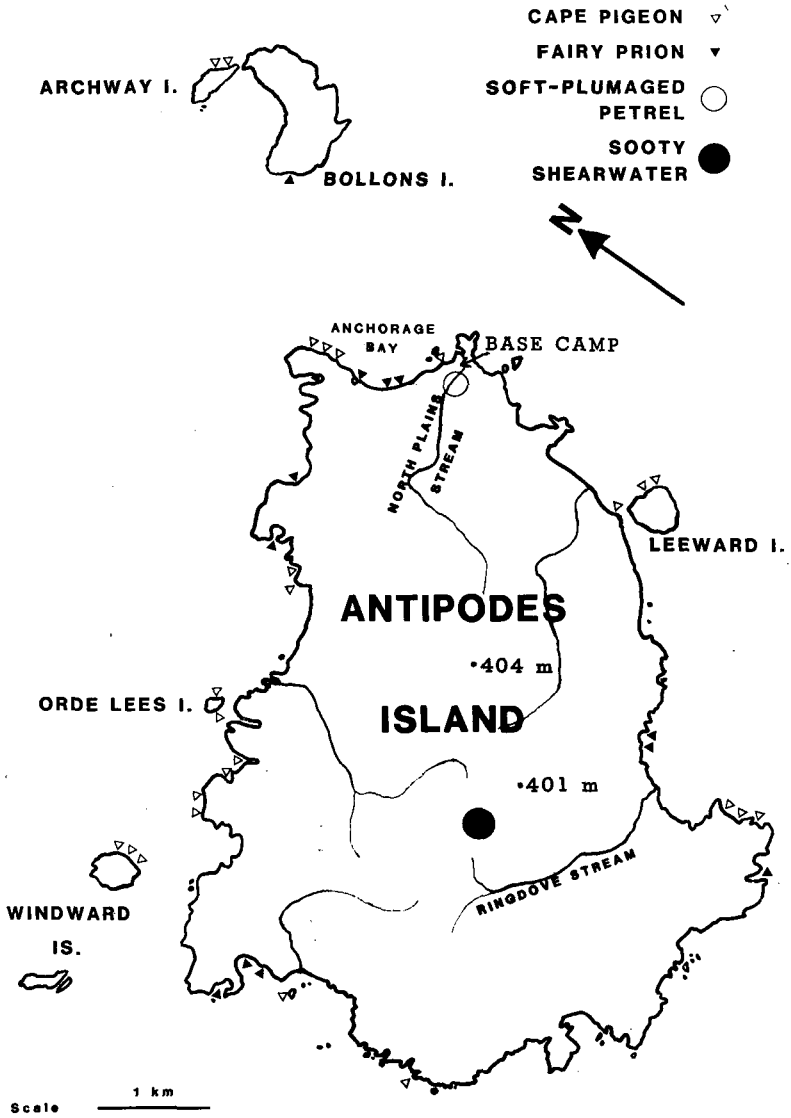 CAPE PIGEON
FAIRY PRION
SOFT-PLUMAGED
PETREL
SOOTY
SHEARWATER
ARCHWAY I.
BOLLONS I.
N
ANCHORAGE
BAY
BASE CAMP
NORTH PLAINS
STREAM
LEEWARD I.
ANTIPODES
•404 m
ORDE LEES I.
ISLAND
•401 m
RINGDOVE STREAM
WINDWARD
IS.
Scale
1 km